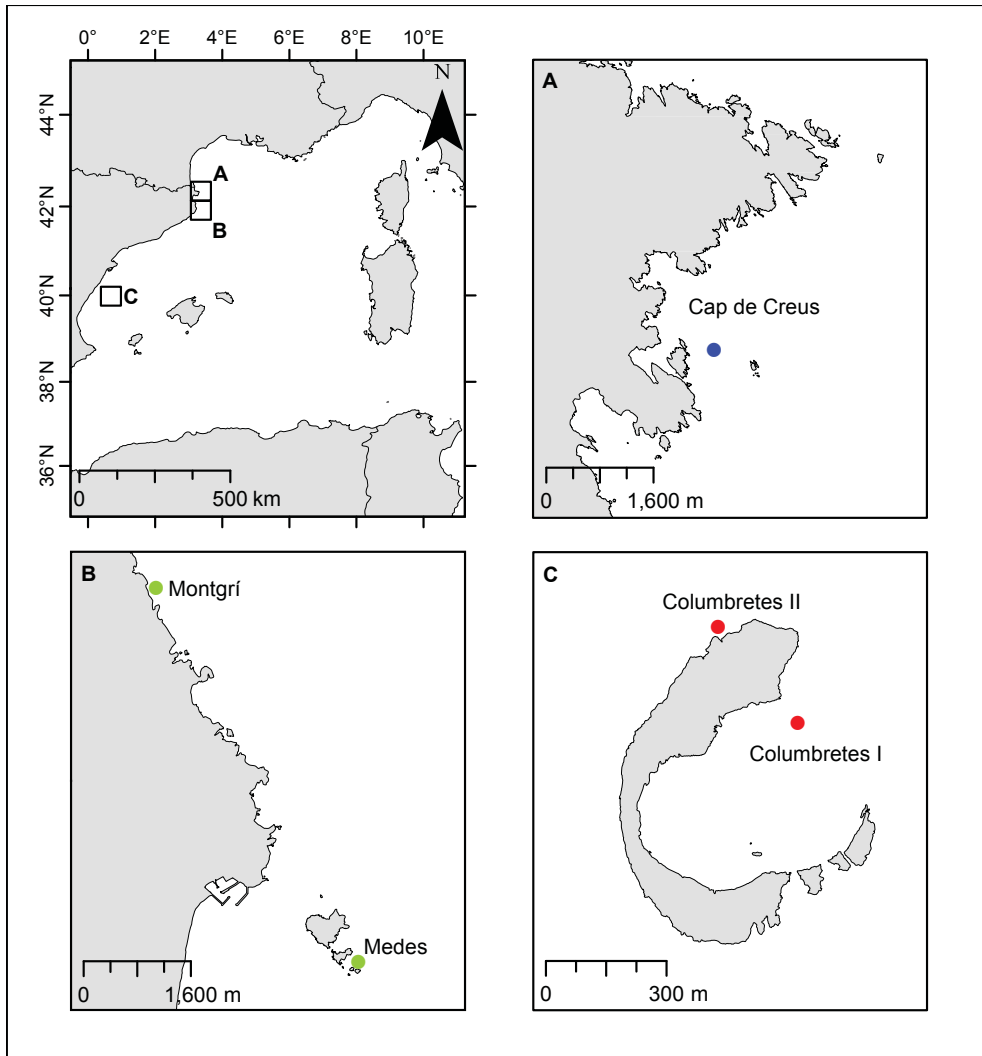 0° 2°E 4°E 6°E 8°E 10°E
N
44°N
42°N
40°N
38°N
36°N
A
B
C
0 500 km
A
Cap de Creus
0 1,600 m
B
Montgrí
Medes
0 1,600 m
C
Columbretes II
Columbretes I
0 300 m